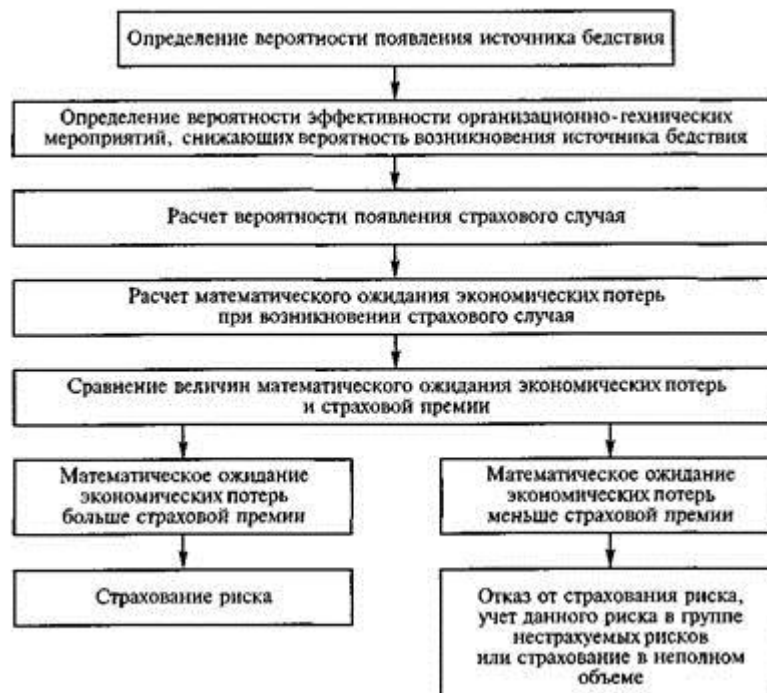 Определение вероятности появления источника бедствия
Определение вероятности эффективности организационно-технических
мероприятий, снижающих вероятность возникновения источника бедствия
Расчет вероятности появления страхового случая
Расчет математического ожидания экономических потерь
при возникновении страхового случая
Сравнение величин математического ожидания экономических потерь
и страховой премии
Математическое ожидание
экономических потерь
больше страховой премии
Математическое ожидание
экономических потерь
меньше страховой премии
Страхование риска
Отказ от страхования риска,
учет данного риска в группе
нестрахуемых рисков
или страхование в неполном
объеме